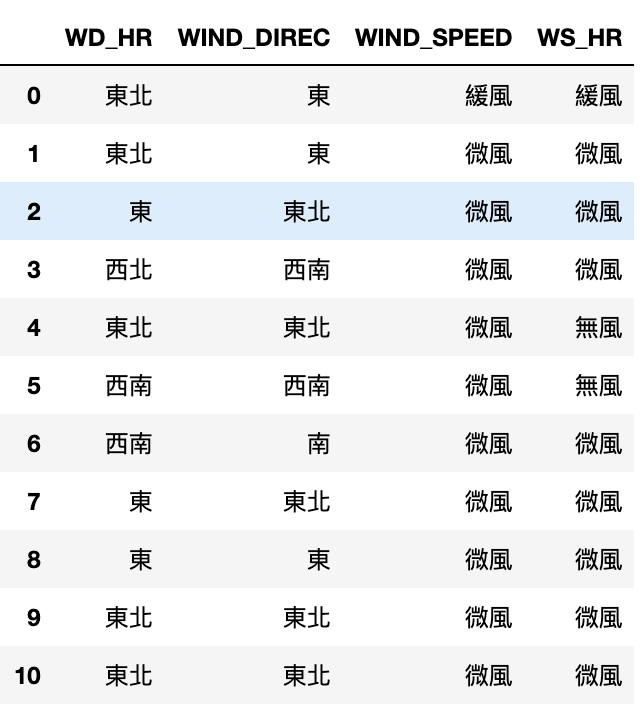 WD_HR WIND_DIREC WIND_SPEED WS_HR
0 東北 東 緩風 緩風
1 東北 東 微風 微風
2 東 東北 微風 微風
3 西北 西南 微風 微風
4 東北 東北 微風 無風
5 西南 西南 微風 無風
6 西南 南 微風 微風
7 東 東北 微風 微風
8 東 東 微風 微風
9 東北 東北 微風 微風
10 東北 東北 微風 微風